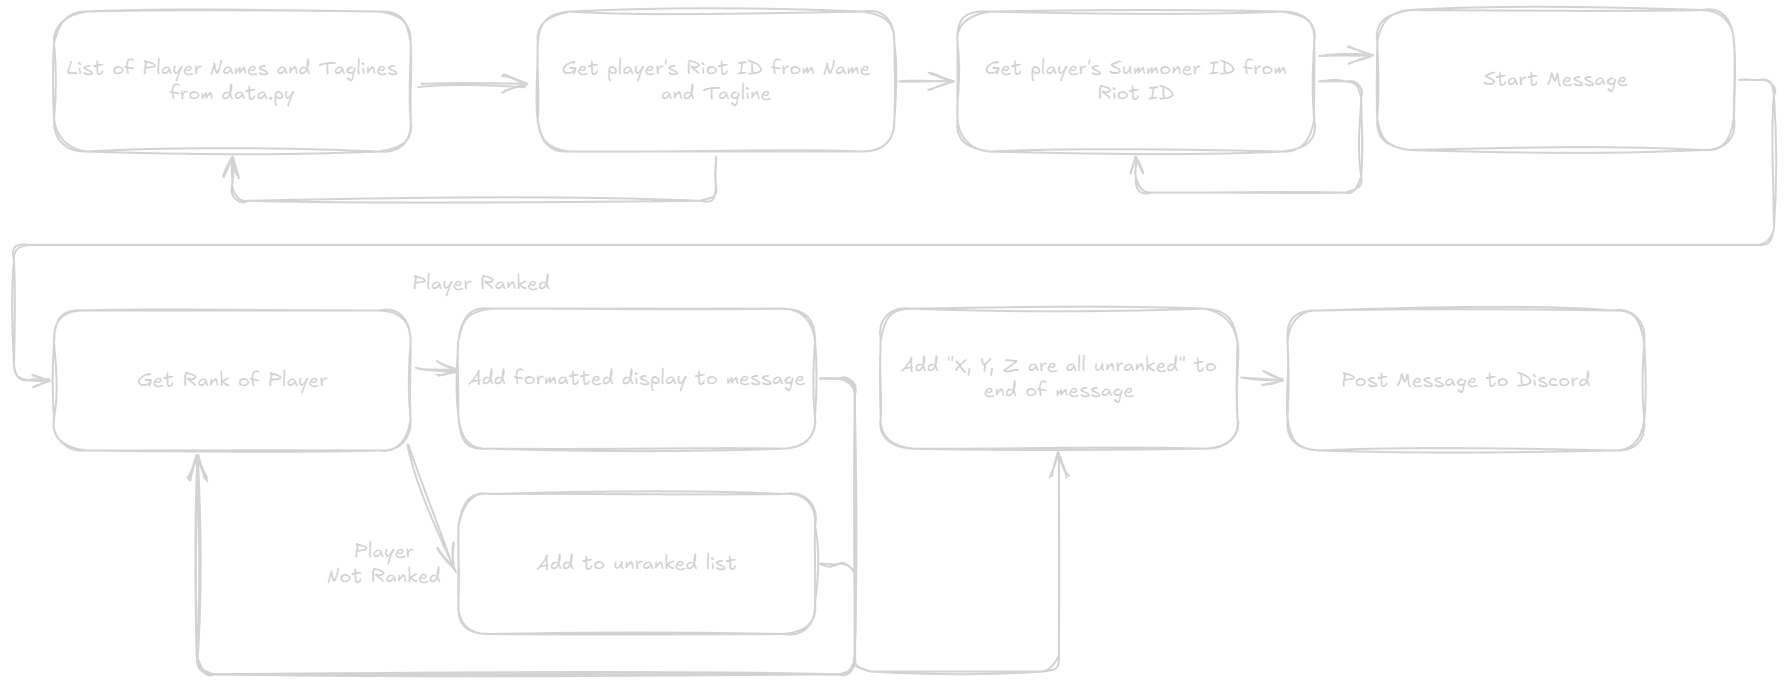 List of Player Names and Taglines
from data.py
Get player's Riot ID from Name
and Tagline
Get player's Summoner ID from
Riot ID
Start Message
Player Ranked
Get Rank of Player
Add formatted display to message
Add "X, Y, Z are all unranked" to
end of message
Post Message to Discord
Player
Not Ranked
Add to unranked list